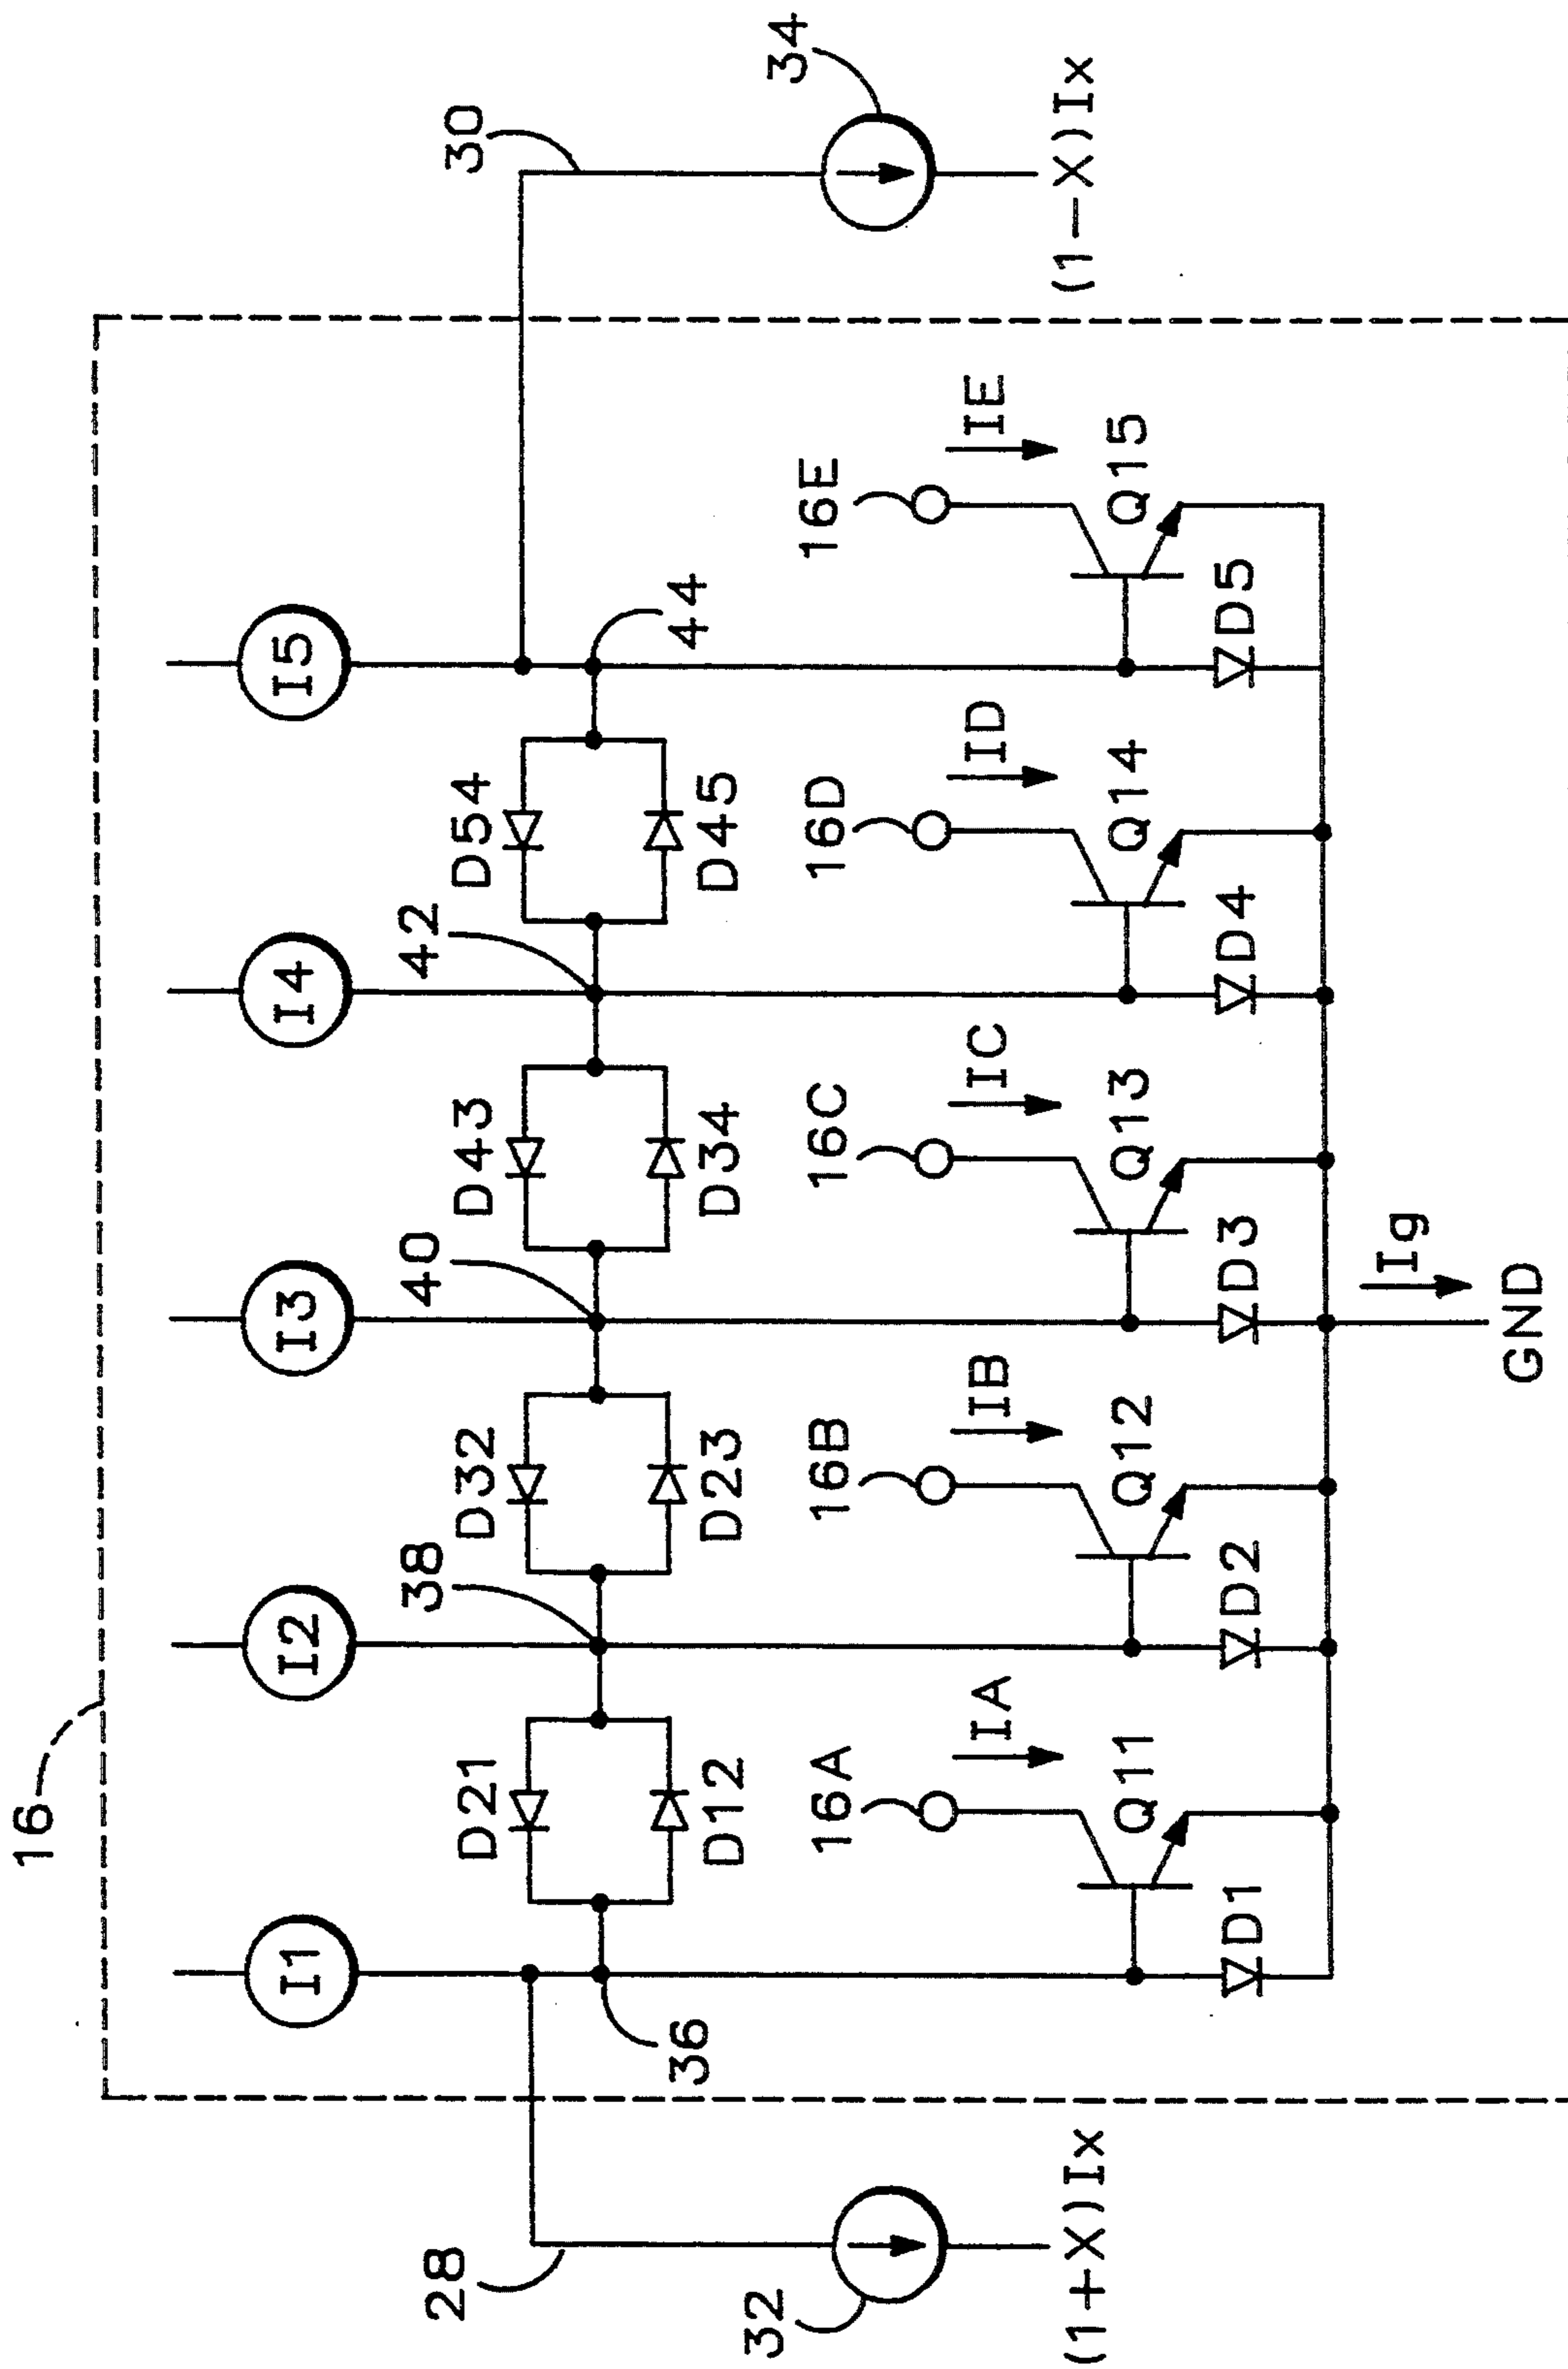 16
I1
I2
I3
I4
I5
28
30
38
40
42
D21
D32
D43
D54
32
34
36
44
D12
D23
D34
D45
16A
16B
16C
16D
16E
IA
IB
IC
ID
IE
(1+X)Ix
(1-X)Ix
Q11
Q12
Q13
Q14
Q15
D1
D2
D3
D4
D5
Ig
GND